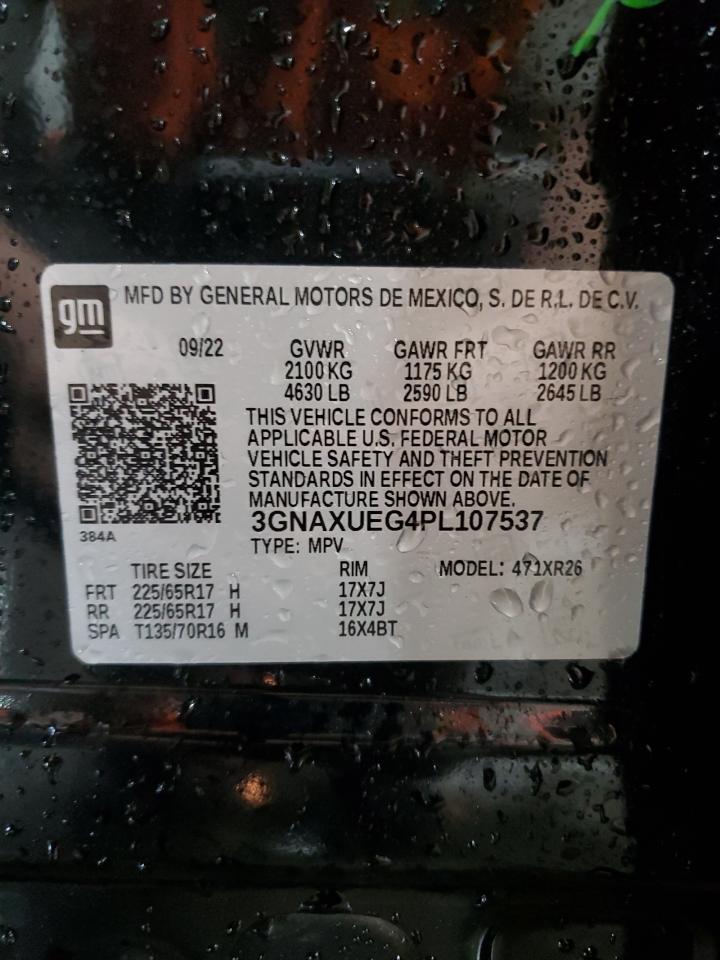 gm MFD BY GENERAL MOTORS DE MEXICO, S. DE R.L. DE C.V.
09/22 GVWR GAWR FRT GAWR RR
2100 KG 1175 KG 1200 KG
4630 LB 2590 LB 2645 LB
THIS VEHICLE CONFORMS TO ALL
APPLICABLE U.S. FEDERAL MOTOR
VEHICLE SAFETY AND THEFT PREVENTION
STANDARDS IN EFFECT ON THE DATE OF
MANUFACTURE SHOWN ABOVE.
3GNAXUEG4PL107537
384A
TYPE: MPV
TIRE SIZE RIM MODEL: 471XR26
FRT 225/65R17 H 17X7J
RR 225/65R17 H 17X7J
SPA T135/70R16 M 16X4BT